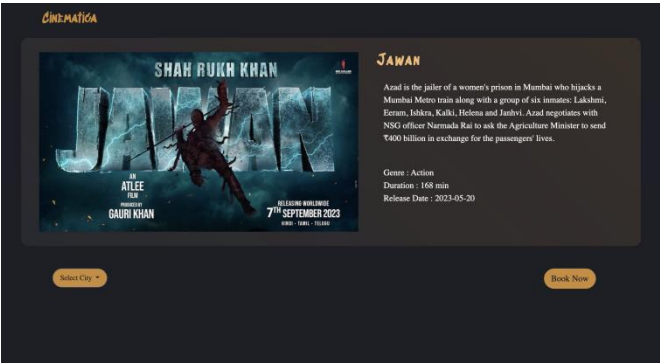 Cinematica
SHAH RUKH KHAN
JAWAN
AN
ATLEE
FILM
PRODUCED BY
GAURI KHAN
RELEASING WORLDWIDE
7TH SEPTEMBER 2023
HINDI - TAMIL - TELUGU
Jawan
Azad is the jailer of a women's prison in Mumbai who hijacks a
Mumbai Metro train along with a group of six inmates: Lakshmi,
Eeram, Ishkra, Kalki, Helena and Janhvi. Azad negotiates with
NSG officer Narmada Rai to ask the Agriculture Minister to send
₹400 billion in exchange for the passengers' lives.
Genre : Action
Duration : 168 min
Release Date : 2023-05-20
Select City
Book Now